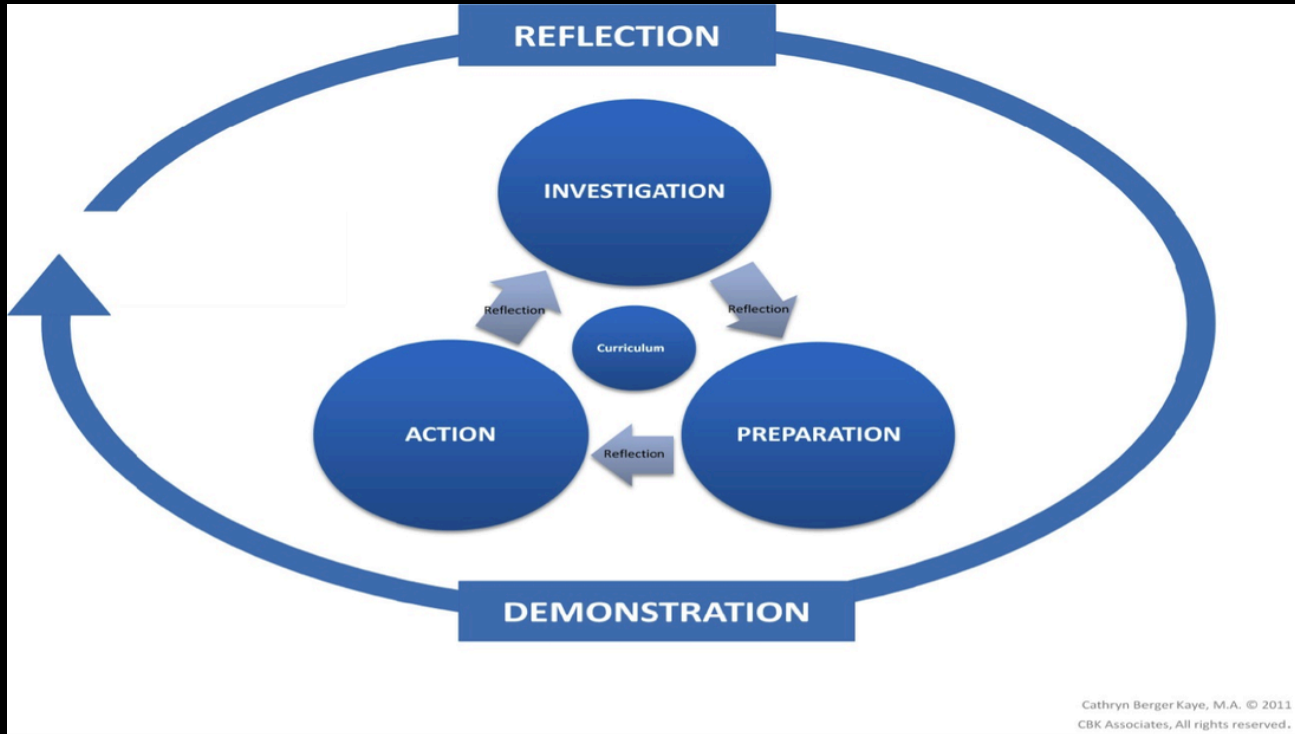 REFLECTION
INVESTIGATION
Reflection
Reflection
Curriculum
ACTION
PREPARATION
Reflection
DEMONSTRATION
Cathryn Berger Kaye, M.A. © 2011
CBK Associates, All rights reserved.